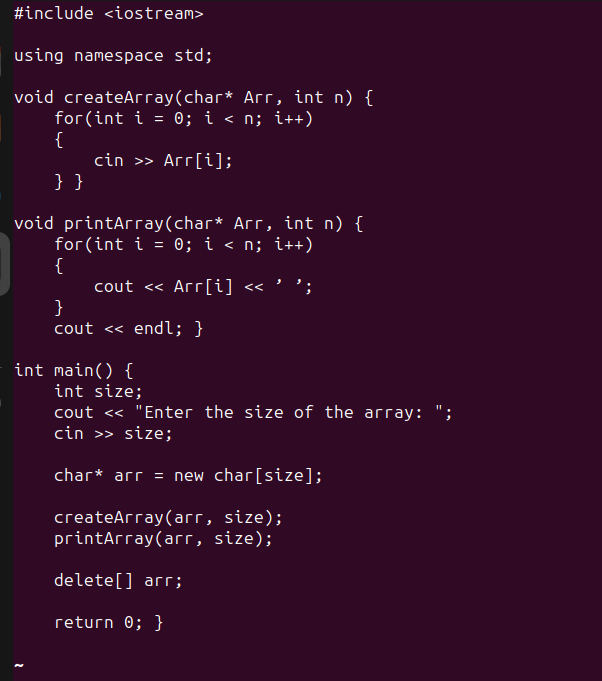 #include <iostream>

using namespace std;

void createArray(char* Arr, int n) {
    for(int i = 0; i < n; i++)
    {
        cin >> Arr[i];
    } }

void printArray(char* Arr, int n) {
    for(int i = 0; i < n; i++)
    {
        cout << Arr[i] << ’ ’;
    }
    cout << endl; }

int main() {
    int size;
    cout << "Enter the size of the array: ";
    cin >> size;

    char* arr = new char[size];

    createArray(arr, size);
    printArray(arr, size);

    delete[] arr;

    return 0; }

~